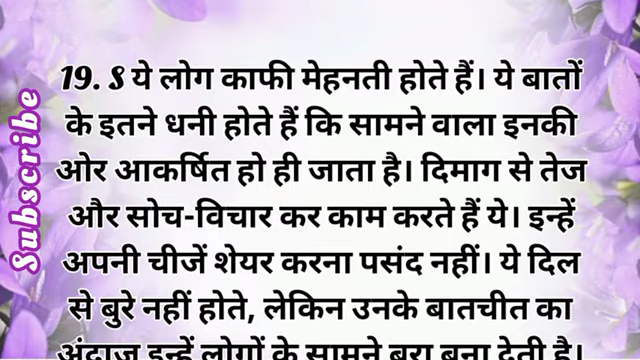 Subscribe
19. S ये लोग काफी मेहनती होते हैं। ये बातों
के इतने धनी होते हैं कि सामने वाला इनकी
ओर आकर्षित हो ही जाता है। दिमाग से तेज
और सोच-विचार कर काम करते हैं ये। इन्हें
अपनी चीजें शेयर करना पसंद नहीं। ये दिल
से बुरे नहीं होते, लेकिन उनके बातचीत का
अंदाज इन्हें लोगों के सामने बुरा बना देती है।